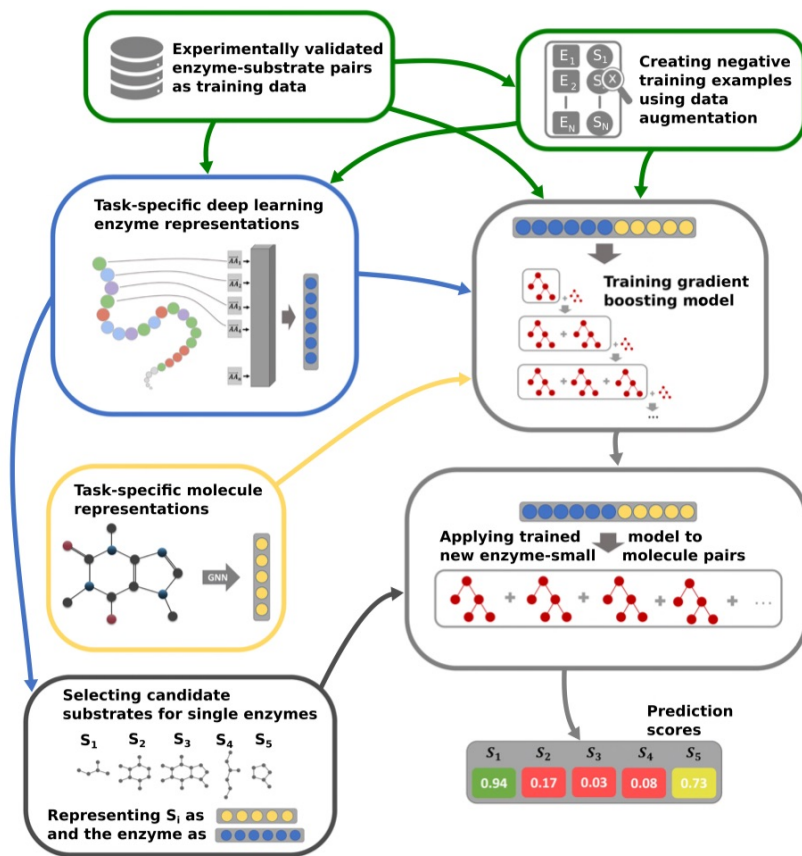 Experimentally validated
enzyme-substrate pairs
as training data
E1 S1
E2 S X
EN SN
Creating negative
training examples
using data
augmentation
Task-specific deep learning
enzyme representations
AA1
AA2
AA3
AA4
AAn
Training gradient
boosting model
+
+ +
+ + +
...
Task-specific molecule
representations
GNN
Applying trained model to
new enzyme-small molecule pairs
+ + + + ...
Selecting candidate
substrates for single enzymes
S1 S2 S3 S4 S5
Representing Si as
and the enzyme as
Prediction
scores
S1 S2 S3 S4 S5
0.94 0.17 0.03 0.08 0.73